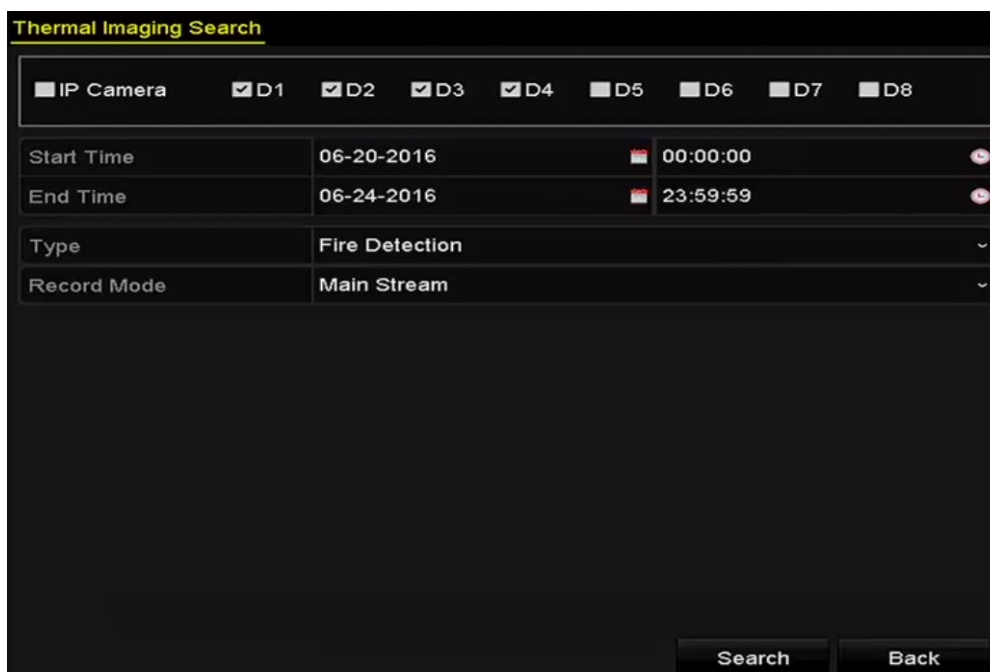 Thermal Imaging Search
IP Camera D1 D2 D3 D4 D5 D6 D7 D8
Start Time 06-20-2016 00:00:00
End Time 06-24-2016 23:59:59
Type Fire Detection
Record Mode Main Stream
Search Back